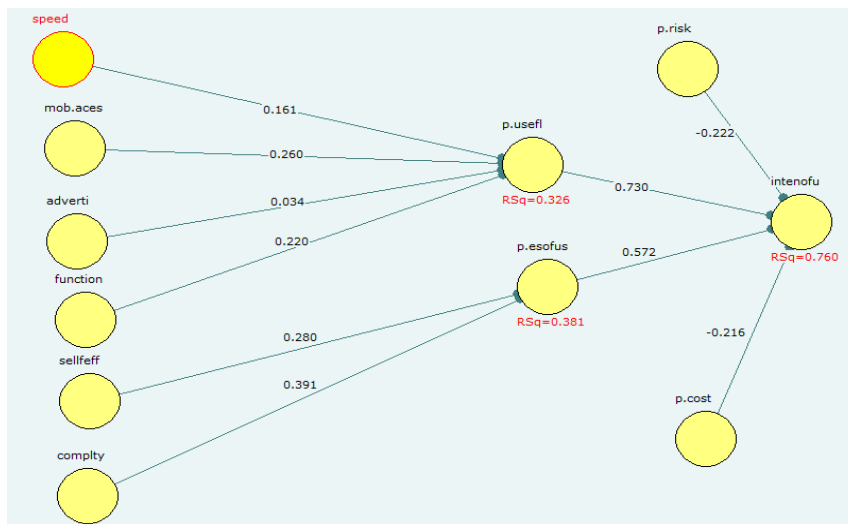 speed
p.risk
mob.aces
0.161
p.usefl
-0.222
0.260
intenofu
adverti
0.034
0.730
RSq=0.326
0.220
p.esofus
0.572
RSq=0.760
function
RSq=0.381
0.280
-0.216
sellfeff
0.391
p.cost
complty